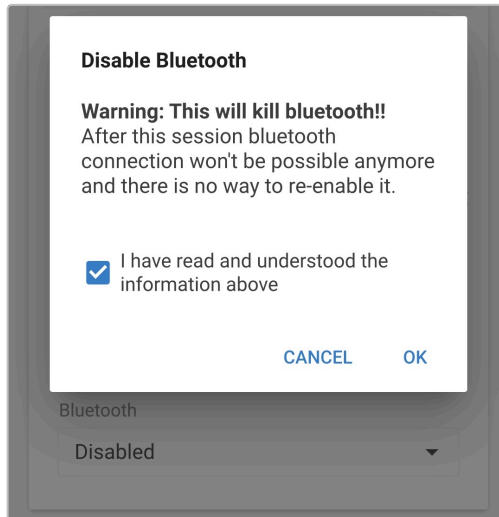 Disable Bluetooth
Warning: This will kill bluetooth!!
After this session bluetooth
connection won't be possible anymore
and there is no way to re-enable it.
I have read and understood the
information above
CANCEL OK
Bluetooth
Disabled